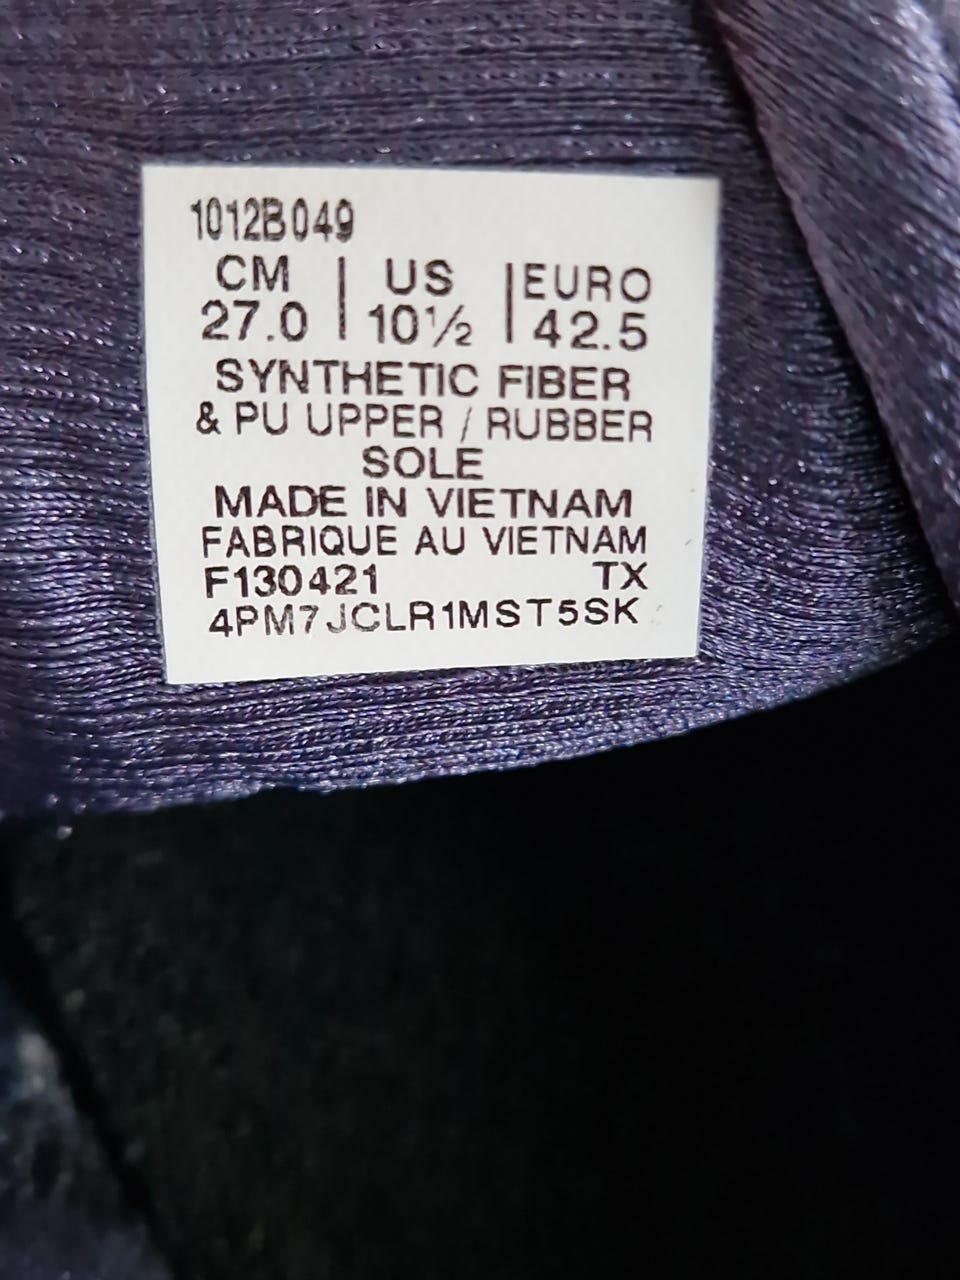 1012B049
CM | US | EURO
27.0 | 10½ | 42.5
SYNTHETIC FIBER
& PU UPPER / RUBBER
SOLE
MADE IN VIETNAM
FABRIQUE AU VIETNAM
F130421 TX
4PM7JCLR1MST5SK